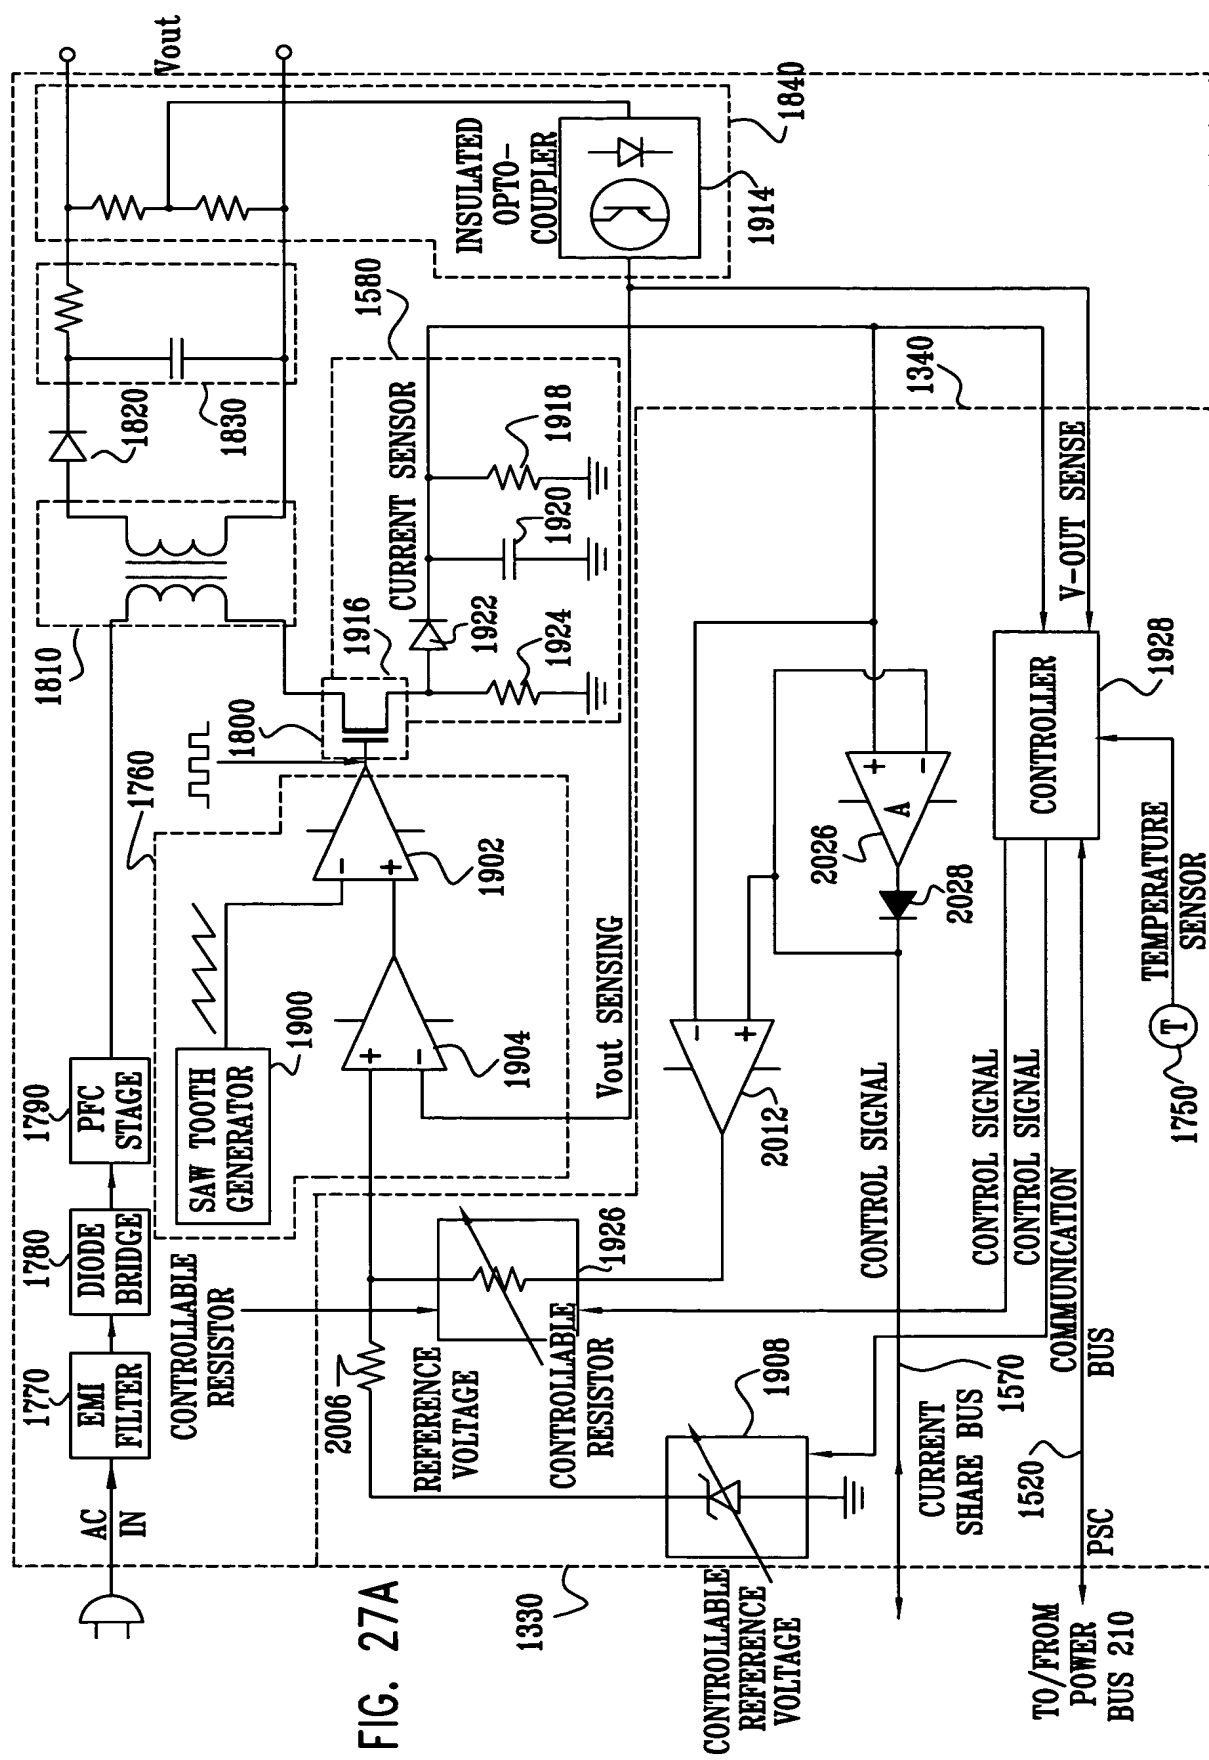 FIG. 27A
AC
IN
1770
EMI
FILTER
1780
DIODE
BRIDGE
1790
PFC
STAGE
1810
1820
1830
Vout
1840
INSULATED
OPTO-
COUPLER
1914
1760
SAW TOOTH
GENERATOR
1900
1800
1902
1904
+
-
-
+
1580
CURRENT SENSOR
1916
1918
1920
1922
1924
Vout SENSING
1340
CONTROLLABLE
RESISTOR
2006
REFERENCE
VOLTAGE
1926
CONTROLLABLE
RESISTOR
2012
-
+
+
-
A
2026
2028
V-OUT SENSE
CONTROLLER
1928
1330
CONTROLLABLE
REFERENCE
VOLTAGE
1908
CONTROL SIGNAL
CURRENT
SHARE BUS
1570
CONTROL SIGNAL
CONTROL SIGNAL
COMMUNICATION
BUS
1520
PSC
TO/FROM
POWER
BUS 210
TEMPERATURE
SENSOR
T
1750